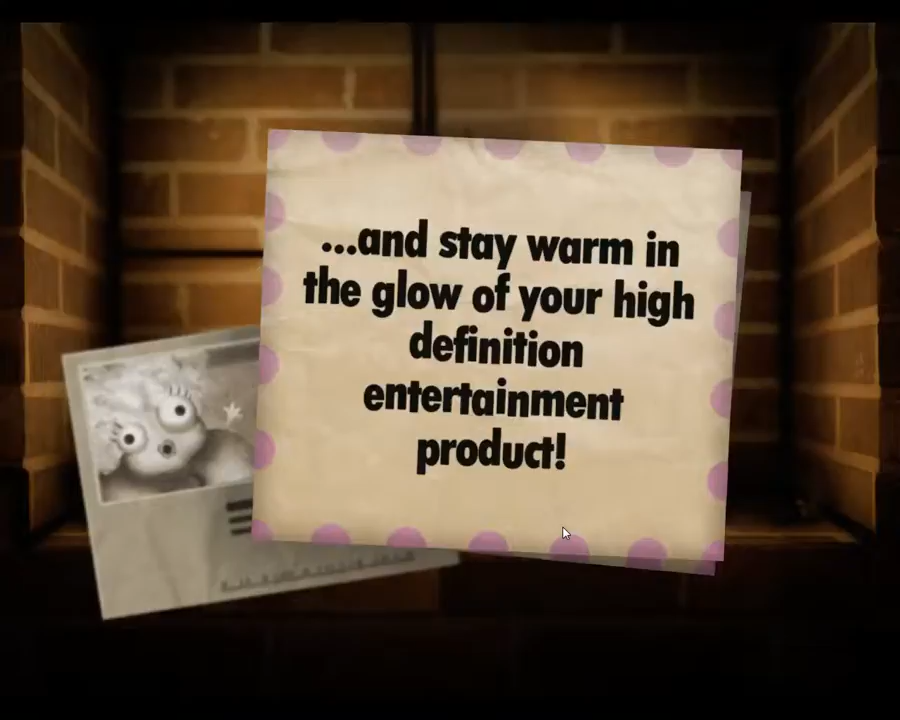 ...and stay warm in
the glow of your high
definition
entertainment
product!